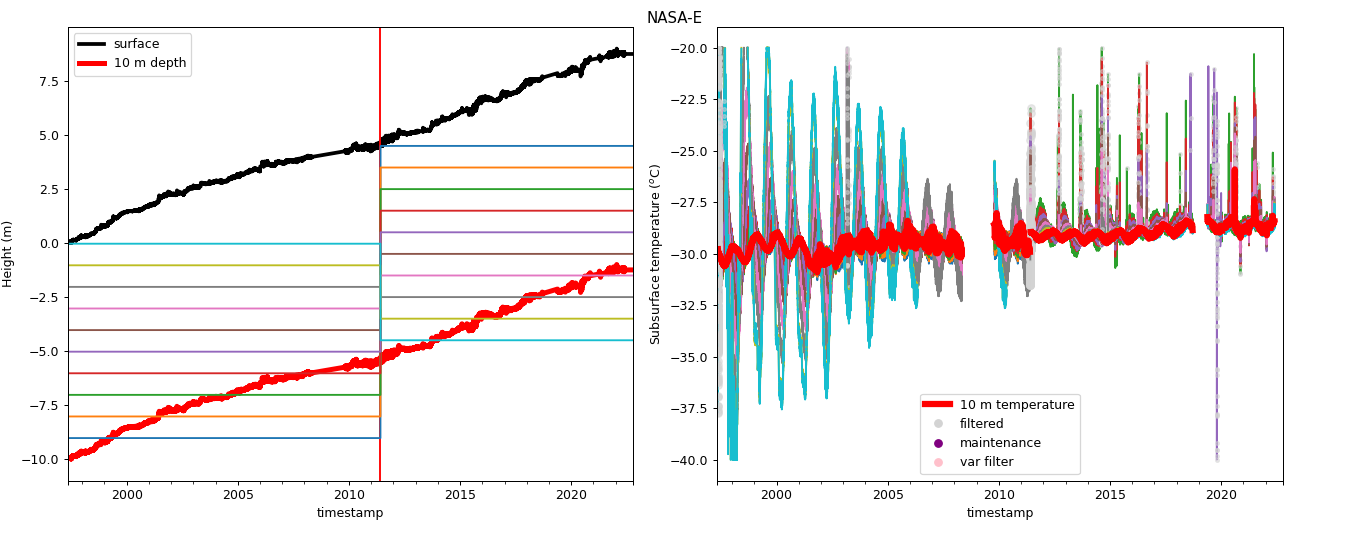 NASA-E
surface
10 m depth
Height (m)
7.5
5.0
2.5
0.0
−2.5
−5.0
−7.5
−10.0
2000
2005
2010
2015
2020
timestamp
Subsurface temperature (°C)
−20.0
−22.5
−25.0
−27.5
−30.0
−32.5
−35.0
−37.5
−40.0
10 m temperature
filtered
maintenance
var filter
2000
2005
2010
2015
2020
timestamp